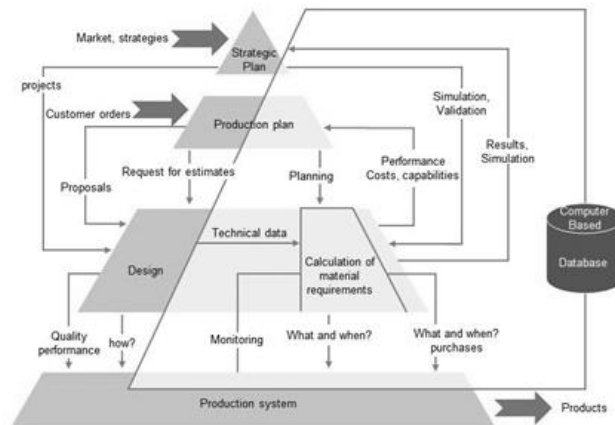 Market, strategies
Strategic
Plan
projects
Customer orders
Production plan
Simulation,
Validation
Results,
Simulation
Request for estimates
Planning
Performance
Costs, capabilities
Proposals
Computer
Based
Database
Technical data
Design
Calculation of
material
requirements
Quality
performance
how?
Monitoring
What and when?
What and when?
purchases
Production system
Products